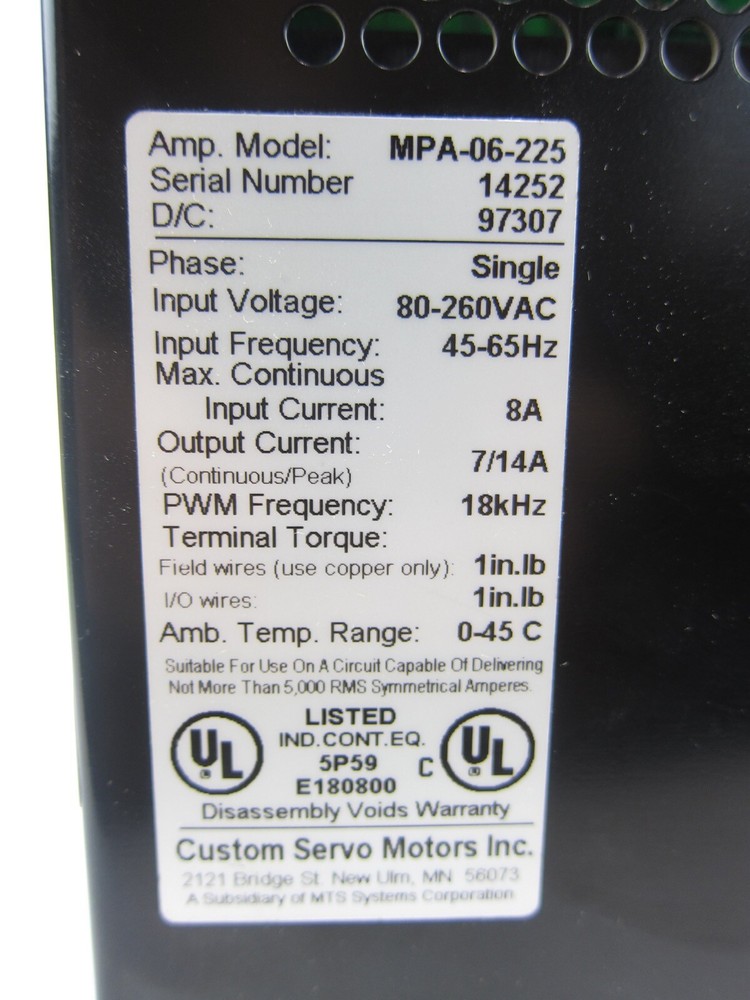 Amp. Model: MPA-06-225
Serial Number 14252
D/C: 97307
Phase: Single
Input Voltage: 80-260VAC
Input Frequency: 45-65Hz
Max. Continuous
Input Current: 8A
Output Current:
(Continuous/Peak) 7/14A
PWM Frequency: 18kHz
Terminal Torque:
Field wires (use copper only): 1in.lb
I/O wires: 1in.lb
Amb. Temp. Range: 0-45 C
Suitable For Use On A Circuit Capable Of Delivering
Not More Than 5,000 RMS Symmetrical Amperes.
UL ® LISTED C UL ®
IND.CONT.EQ.
5P59
E180800
Disassembly Voids Warranty
Custom Servo Motors Inc.
2121 Bridge St. New Ulm, MN 56073
A Subsidiary of MTS Systems Corporation